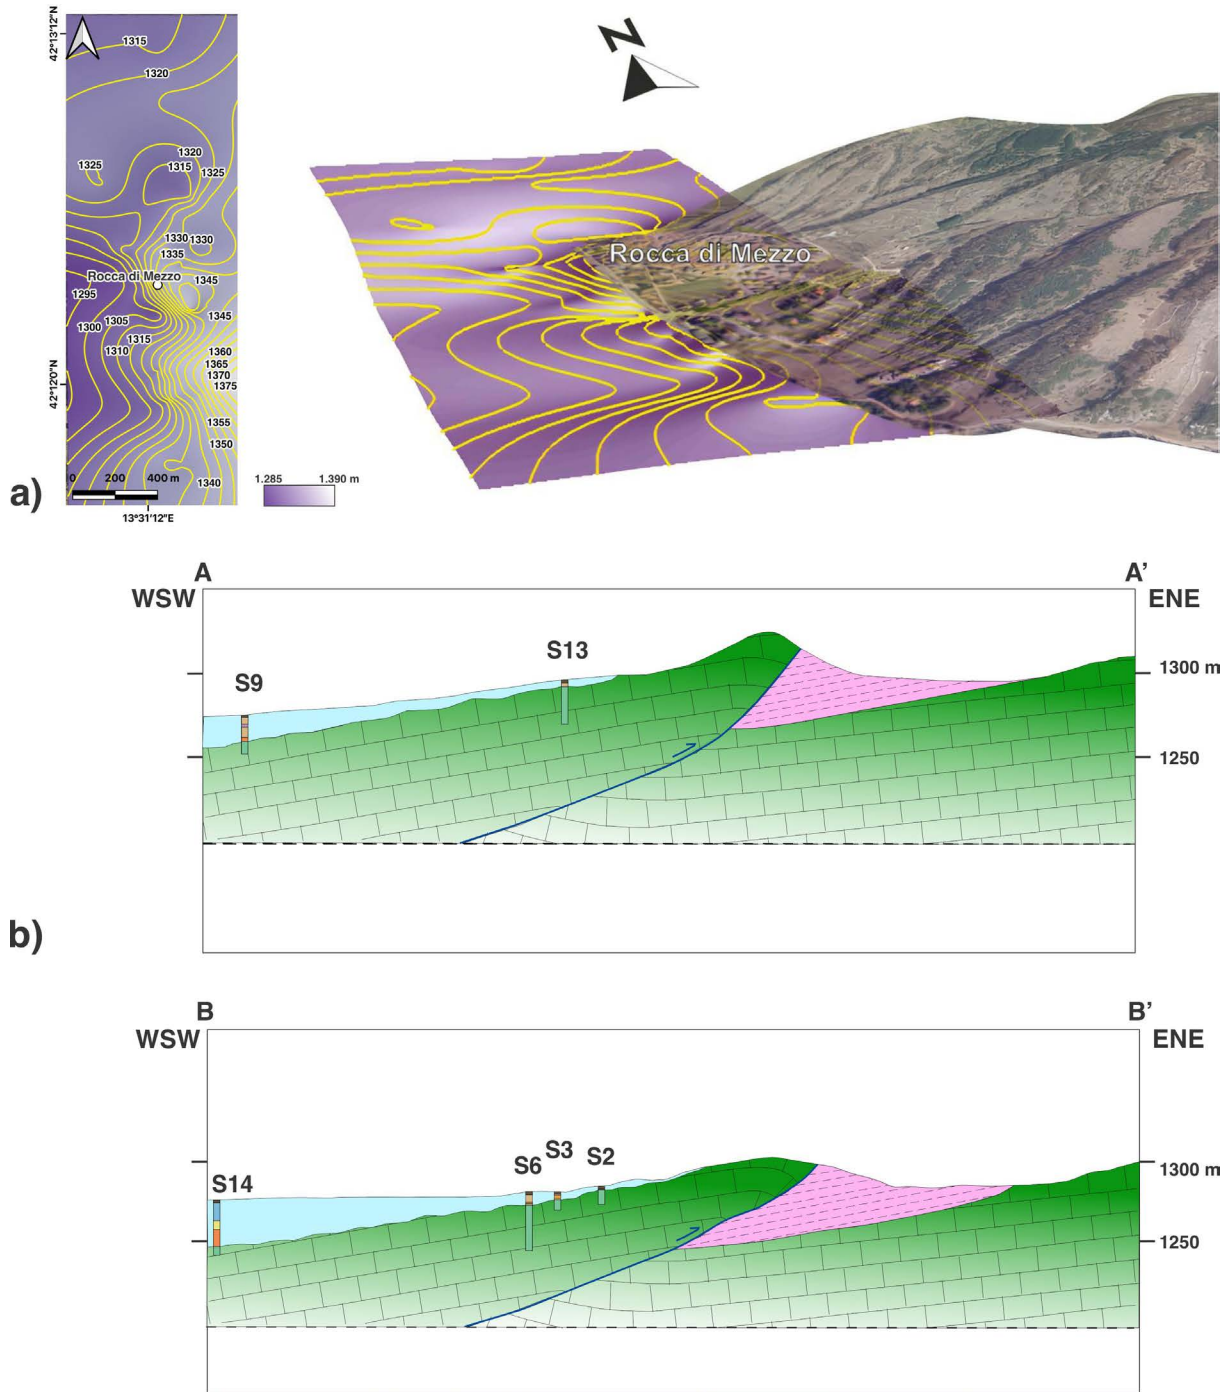 42°13'12"N
1315
1320
1320
1325
1315
1325
1330
1330
1335
Rocca di Mezzo
1345
1295
1305
1345
1300
1315
1310
1360
1365
1370
1375
42°12'0"N
1355
1350
1340
0 200 400 m
13°31'12"E
1.285 1.390 m
N
Rocca di Mezzo
a)
A A'
WSW ENE
S13
1300 m
S9
1250
b)
B B'
WSW ENE
S3
S6 S2
1300 m
S14
1250